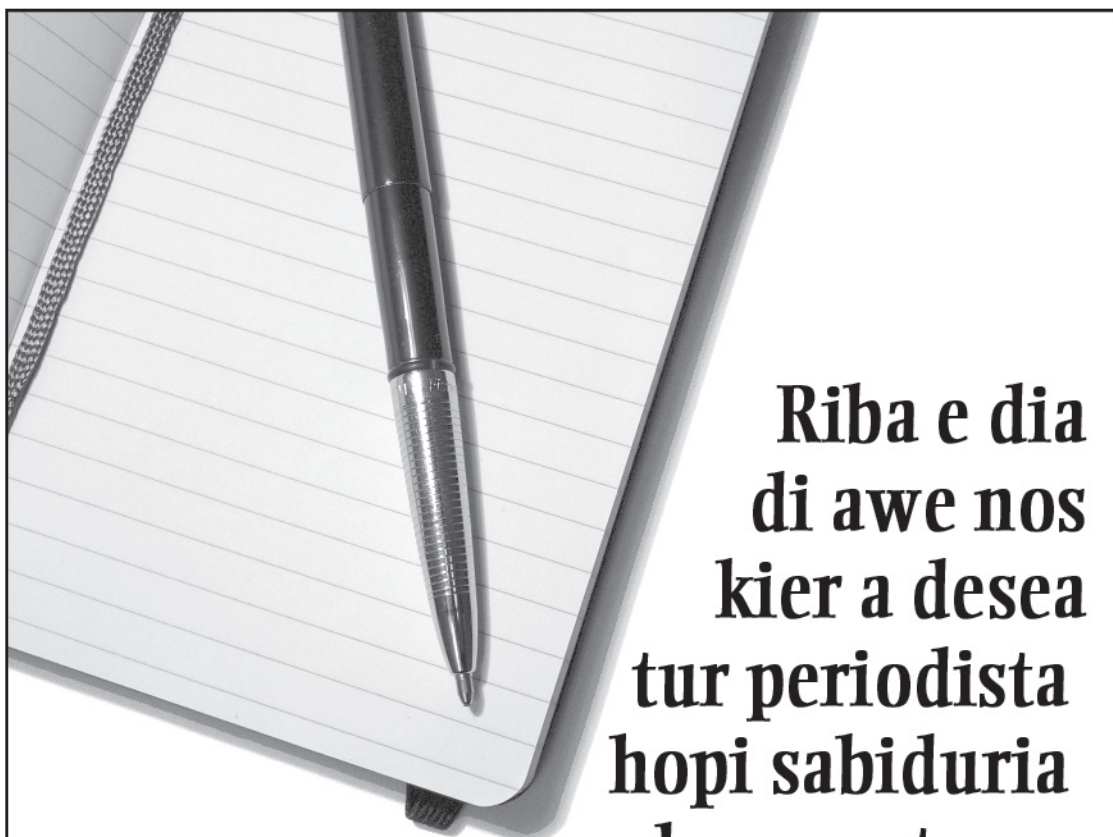 Riba e dia
di awe nos
kier a desea
tur periodista
hopi sabiduria